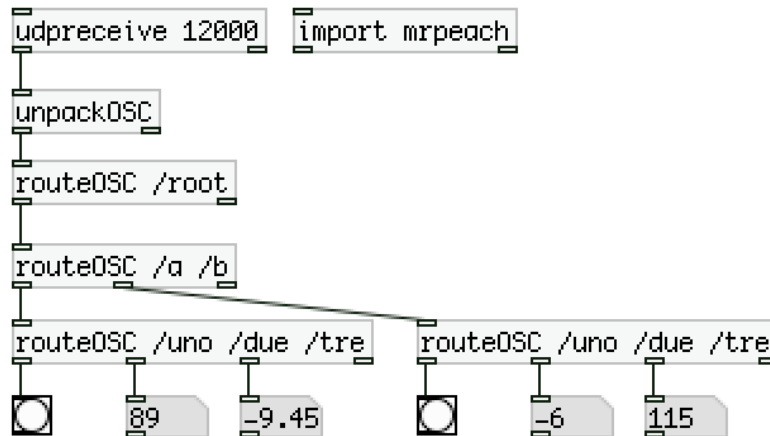 udpreceive 12000
import mrpeach
unpackOSC
routeOSC /root
routeOSC /a /b
routeOSC /uno /due /tre
routeOSC /uno /due /tre
89
-9.45
-6
115